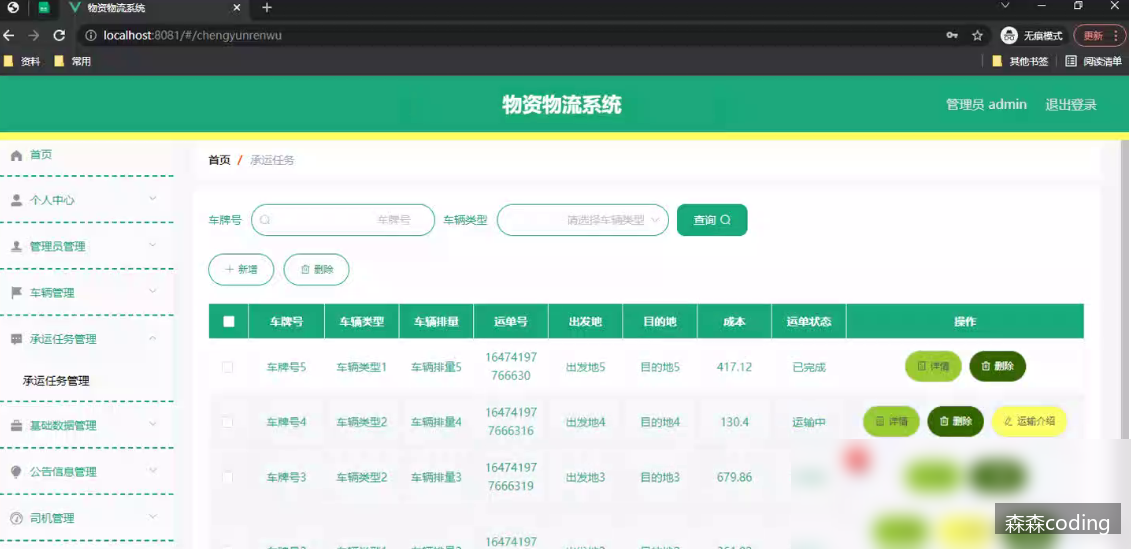 物资物流系统
localhost:8081/#/chengyunrenwu
无痕模式
更新
资料
常用
其他书签
阅读清单
物资物流系统
管理员 admin
退出登录
首页
个人中心
管理员管理
车辆管理
承运任务管理
承运任务管理
基础数据管理
公告信息管理
司机管理
首页 / 承运任务
车牌号 车牌号 车辆类型 请选择车辆类型 查询
新增 删除
车牌号 车辆类型 车辆排量 运单号 出发地 目的地 成本 运单状态 操作
车牌号5 车辆类型1 车辆排量5 16474197
766630 出发地5 目的地5 417.12 已完成 详情 删除
车牌号4 车辆类型2 车辆排量4 16474197
7666316 出发地4 目的地4 130.4 运输中 详情 删除 运输介绍
车牌号3 车辆类型2 车辆排量3 16474197
7666319 出发地3 目的地3 679.86
16474197
森森coding